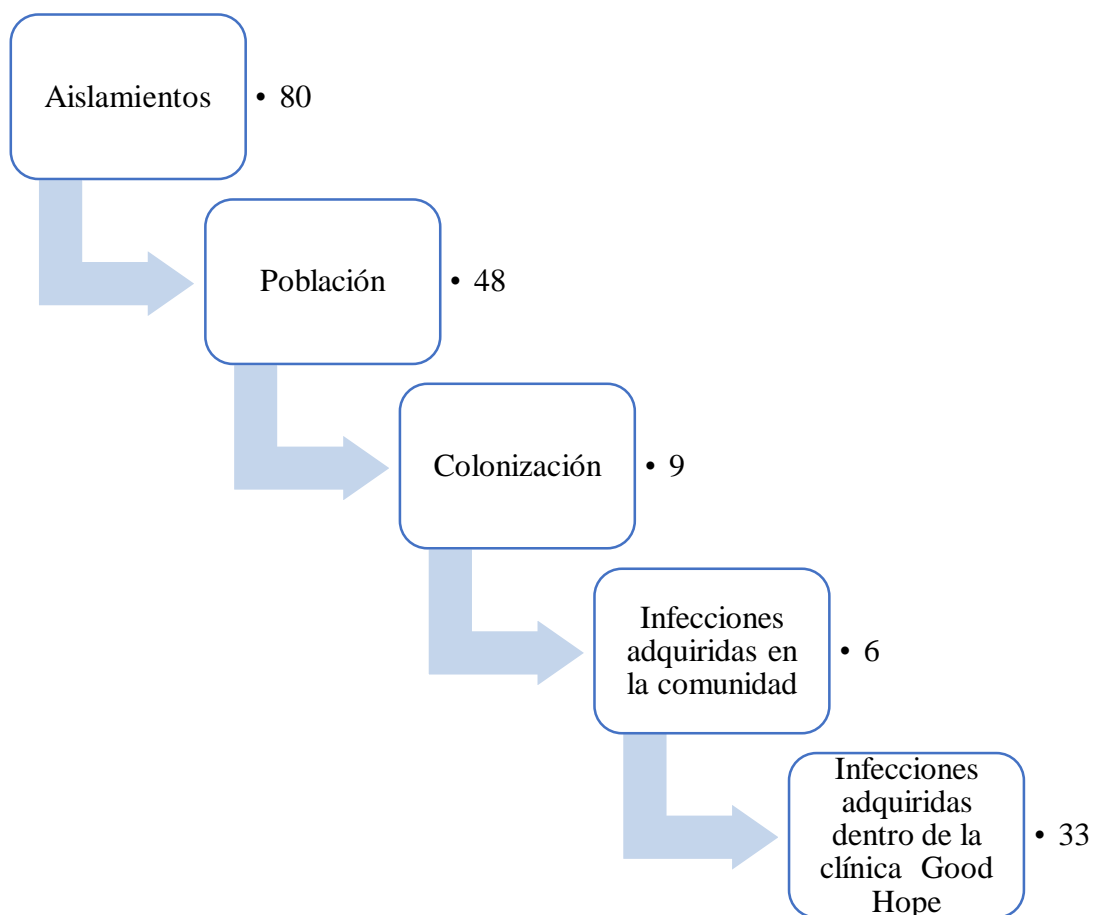 Aislamientos
• 80
Población
• 48
Colonización
• 9
Infecciones
adquiridas en
la comunidad
• 6
Infecciones
adquiridas
dentro de la
clínica Good
Hope
• 33